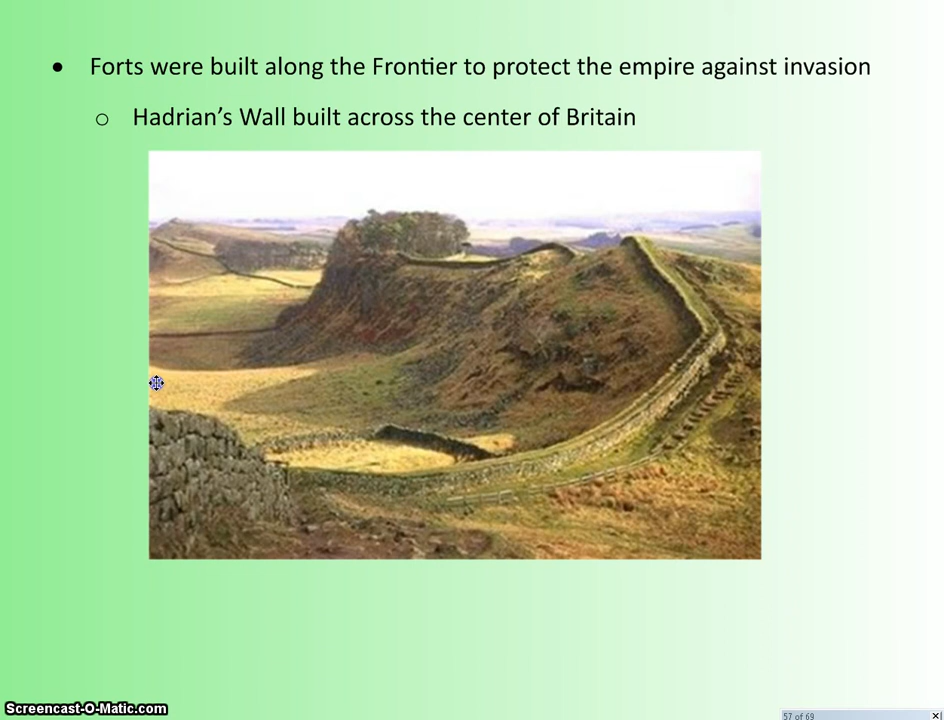 • Forts were built along the Frontier to protect the empire against invasion
o Hadrian’s Wall built across the center of Britain
Screencast-O-Matic.com
57 of 69